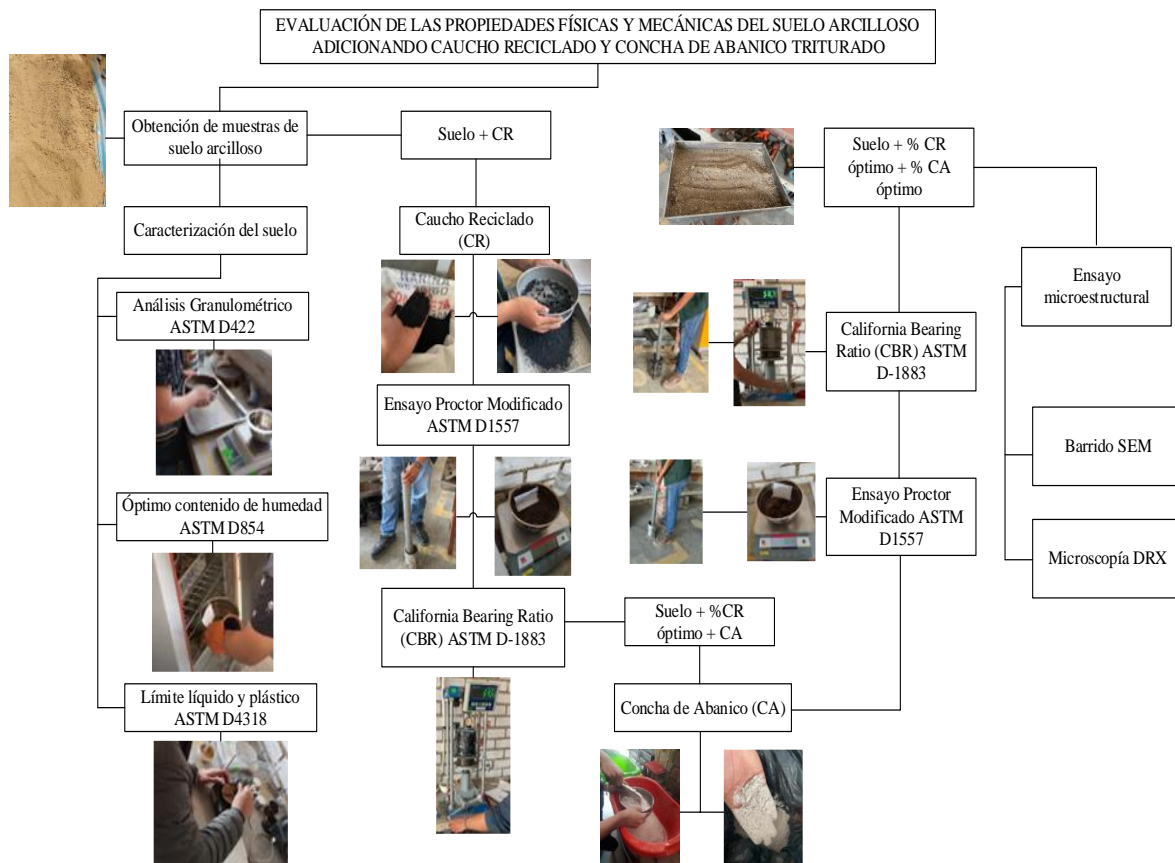 EVALUACIÓN DE LAS PROPIEDADES FÍSICAS Y MECÁNICAS DEL SUELO ARCILLOSO
ADICIONANDO CAUCHO RECICLADO Y CONCHA DE ABANICO TRITURADO
Obtención de muestras de
suelo arcilloso
Suelo + CR
Suelo + % CR
óptimo + % CA
óptimo
Caracterización del suelo
Caucho Reciclado
(CR)
Ensayo
microestructural
Análisis Granulométrico
ASTM D422
California Bearing
Ratio (CBR) ASTM
D-1883
Ensayo Proctor Modificado
ASTM D1557
Barrido SEM
Óptimo contenido de humedad
ASTM D854
Ensayo Proctor
Modificado ASTM
D1557
Microscopía DRX
California Bearing Ratio
(CBR) ASTM D-1883
Suelo + %CR
óptimo + CA
Límite líquido y plástico
ASTM D4318
Concha de Abanico (CA)